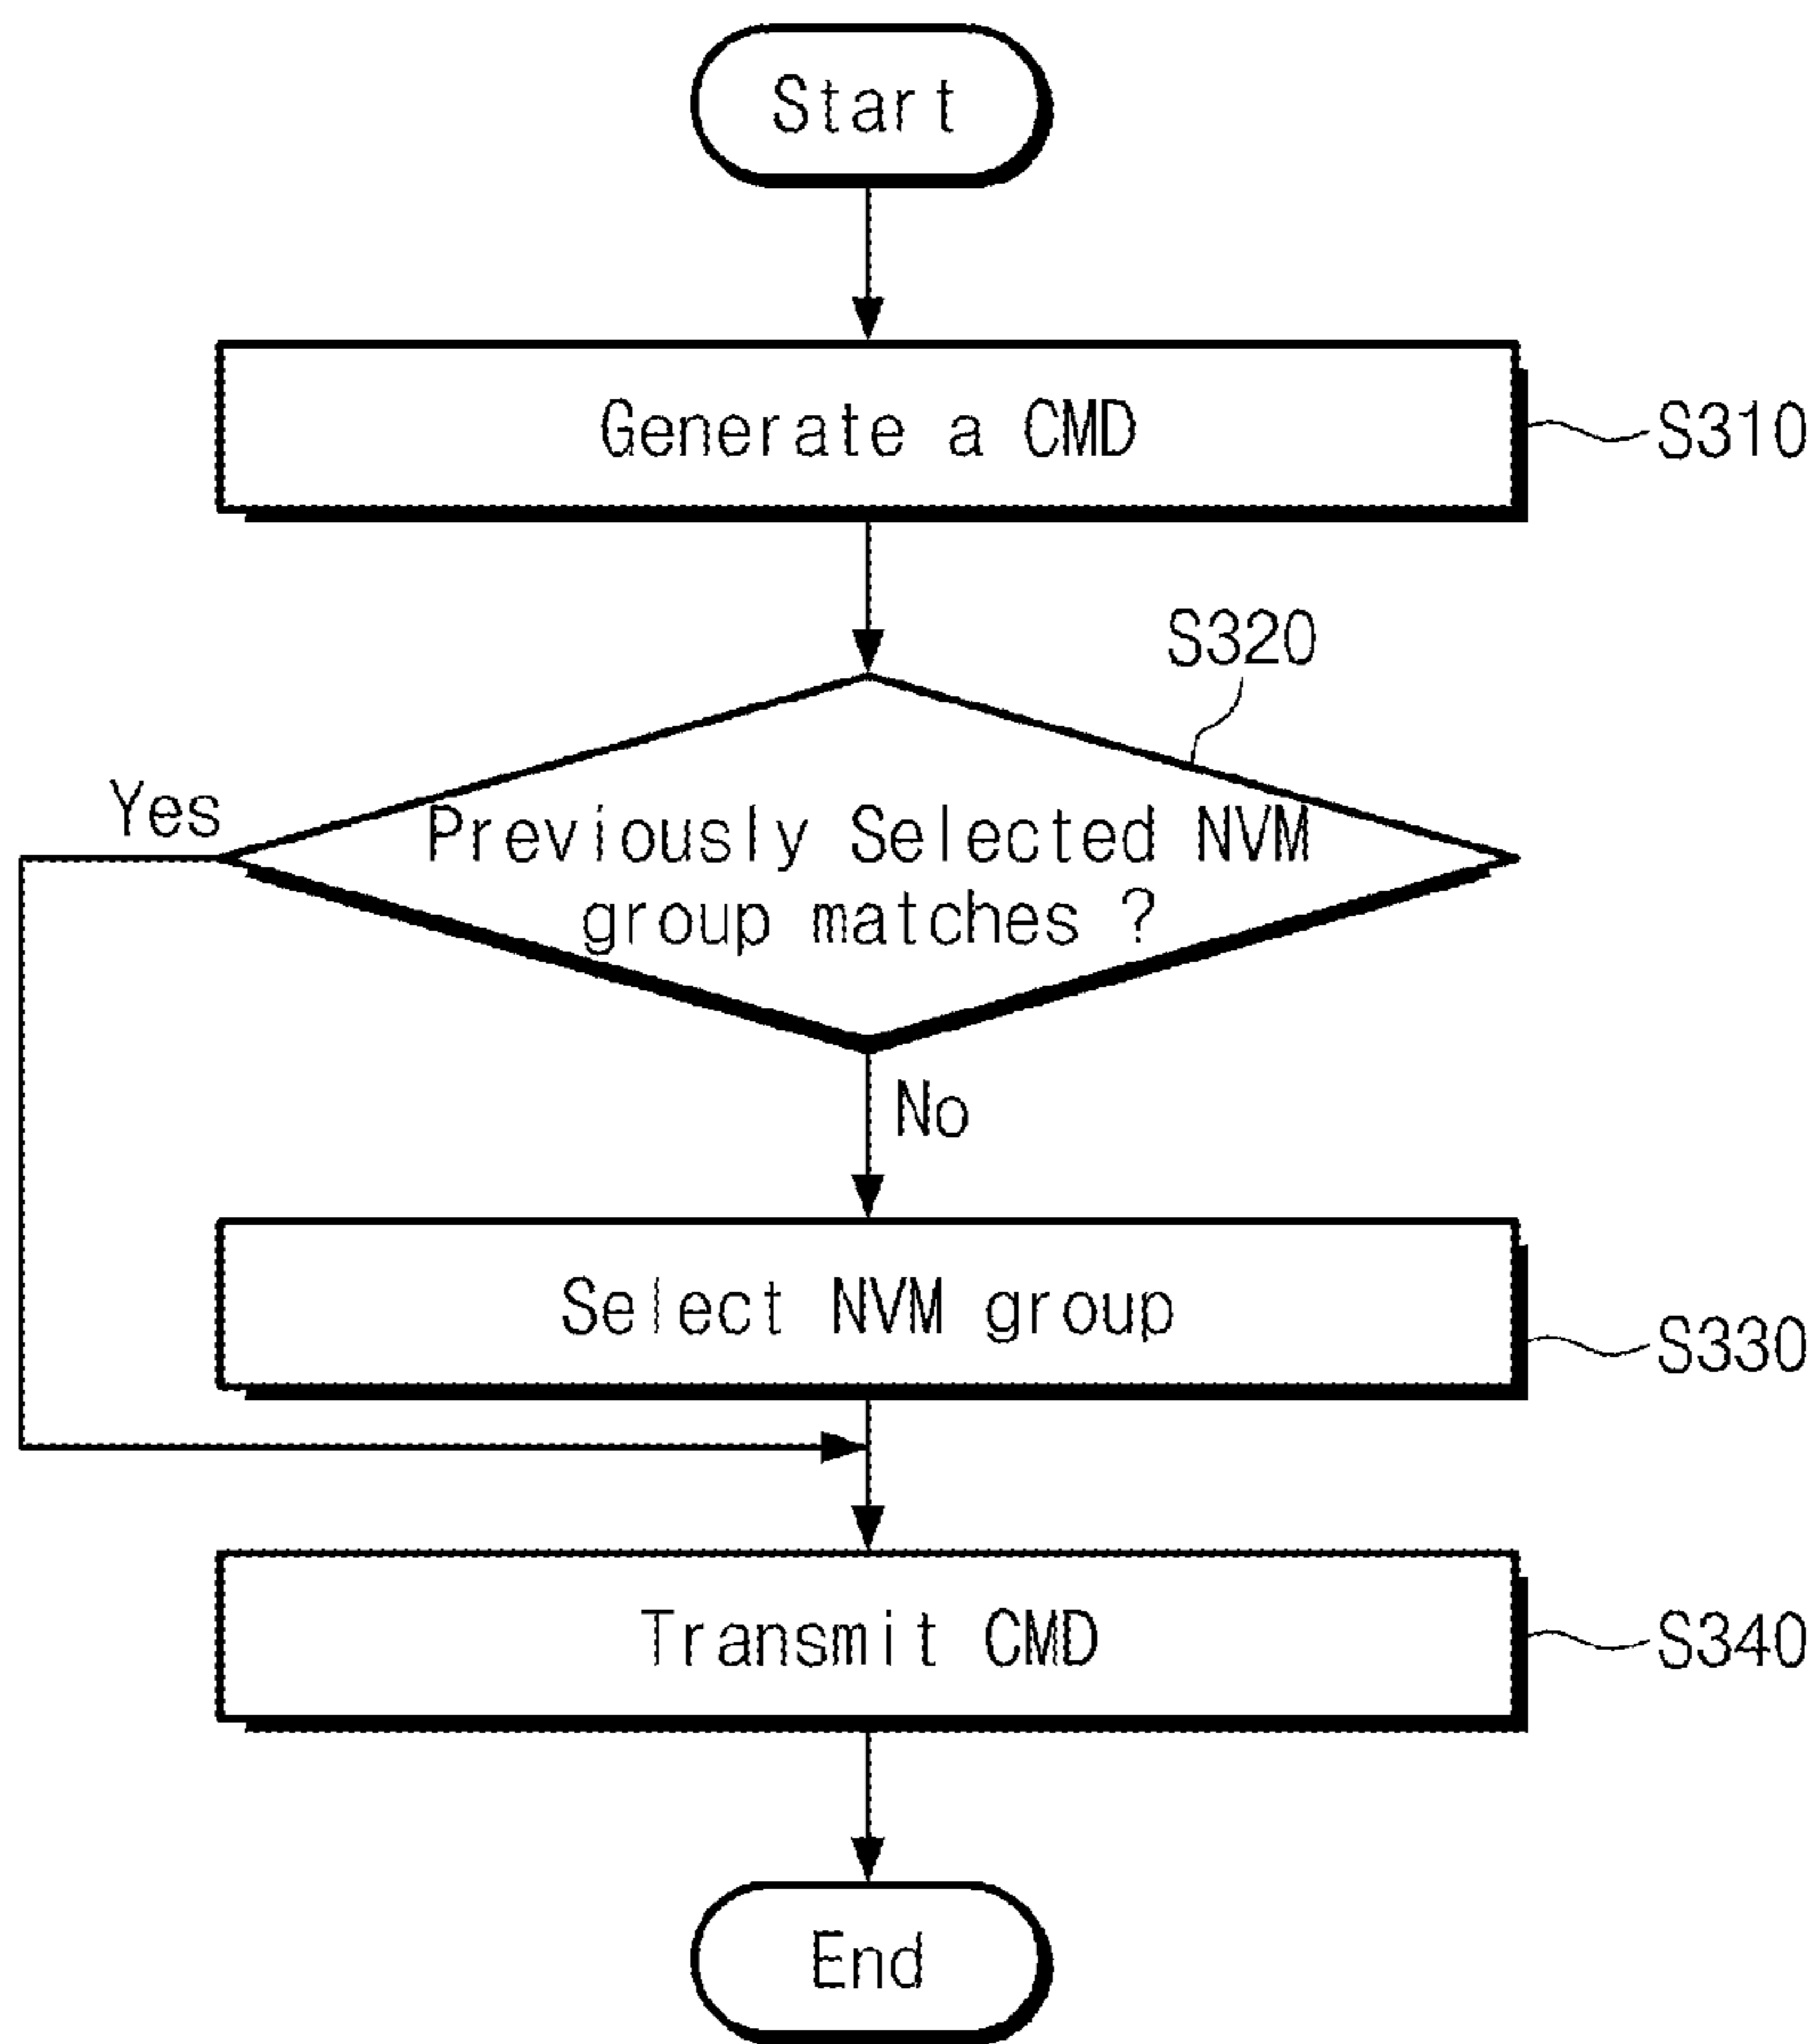 Start
Generate a CMD
S310
S320
Yes
Previously Selected NVM
group matches ?
No
Select NVM group
S330
Transmit CMD
S340
End